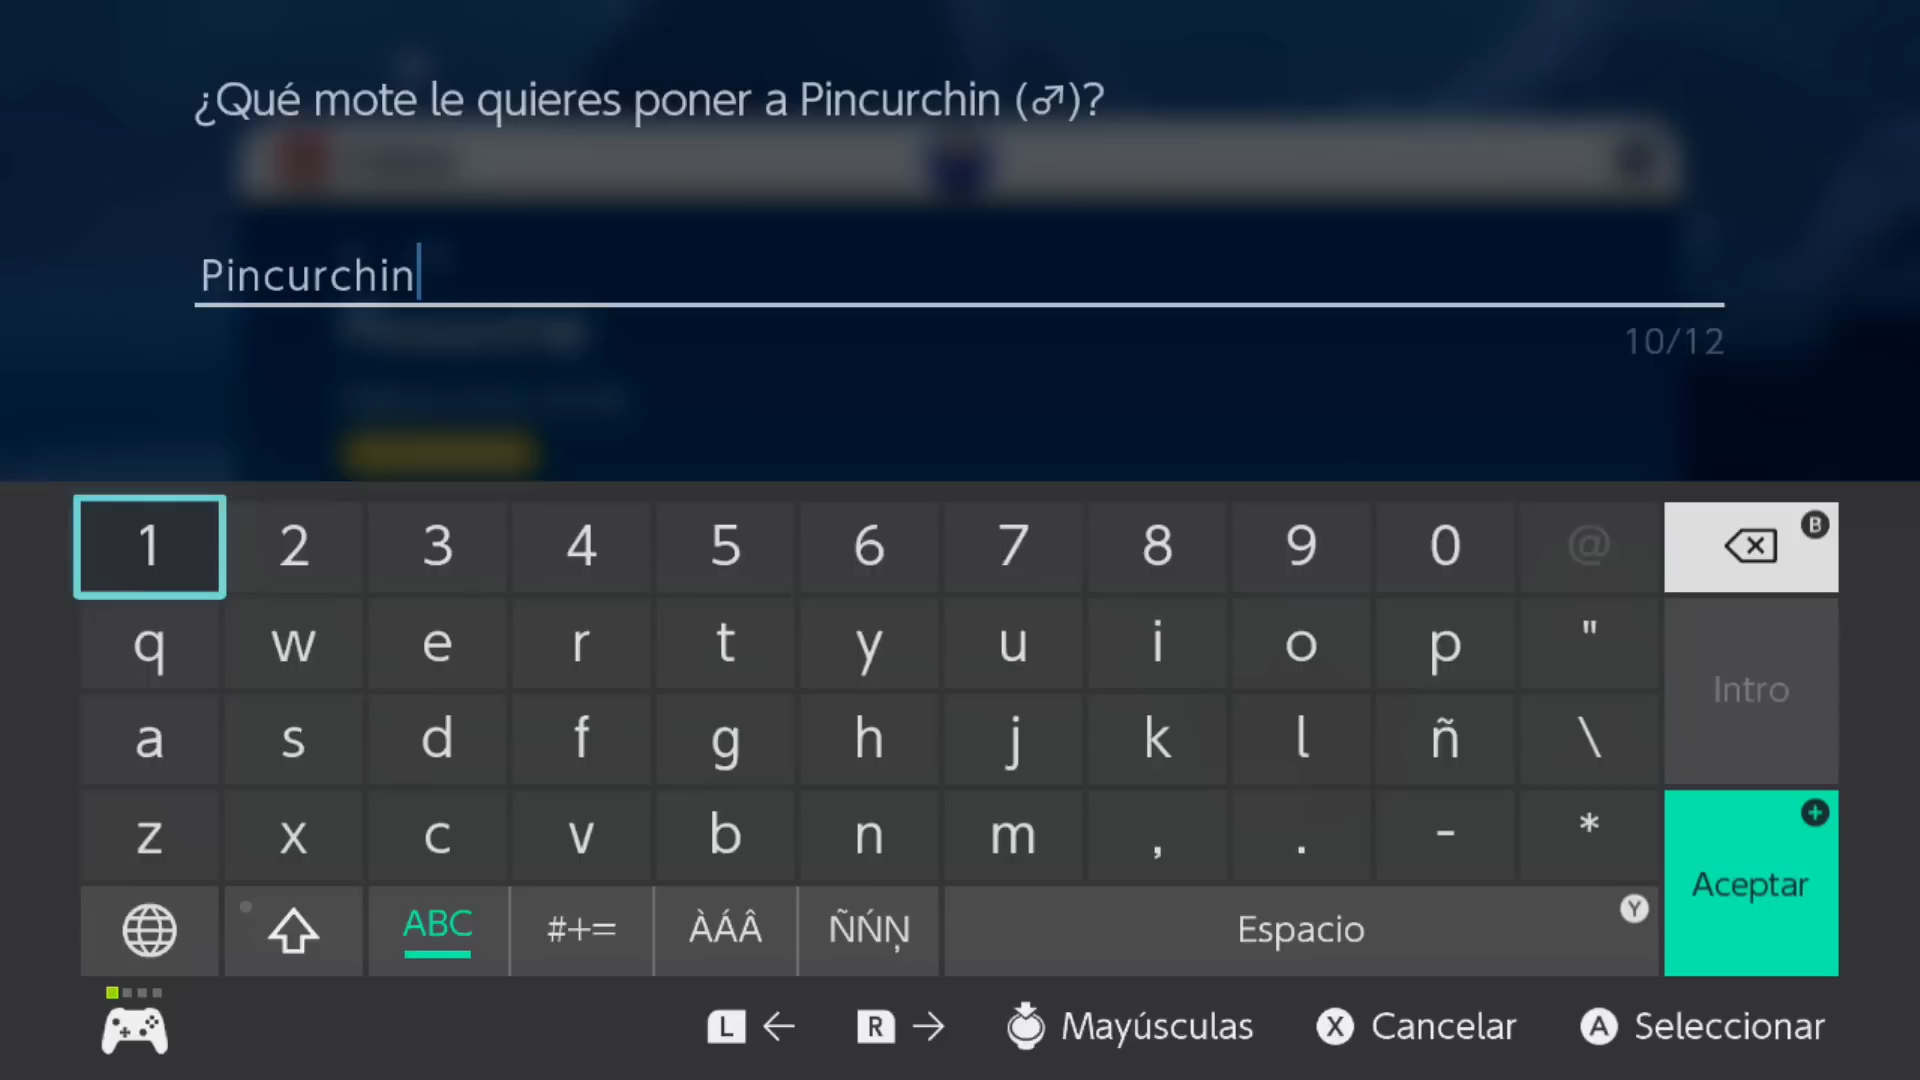 ¿Qué mote le quieres poner a Pincurchin (♂)?
Pincurchin
10/12
1 2 3 4 5 6 7 8 9 0 @ B
q w e r t y u i o p "
Intro
a s d f g h j k l ñ \
z x c v b n m , . - *
+
Aceptar
ABC #+= ÀÁÂ ÑŃŅ Espacio Y
L ← R → Mayúsculas X Cancelar A Seleccionar